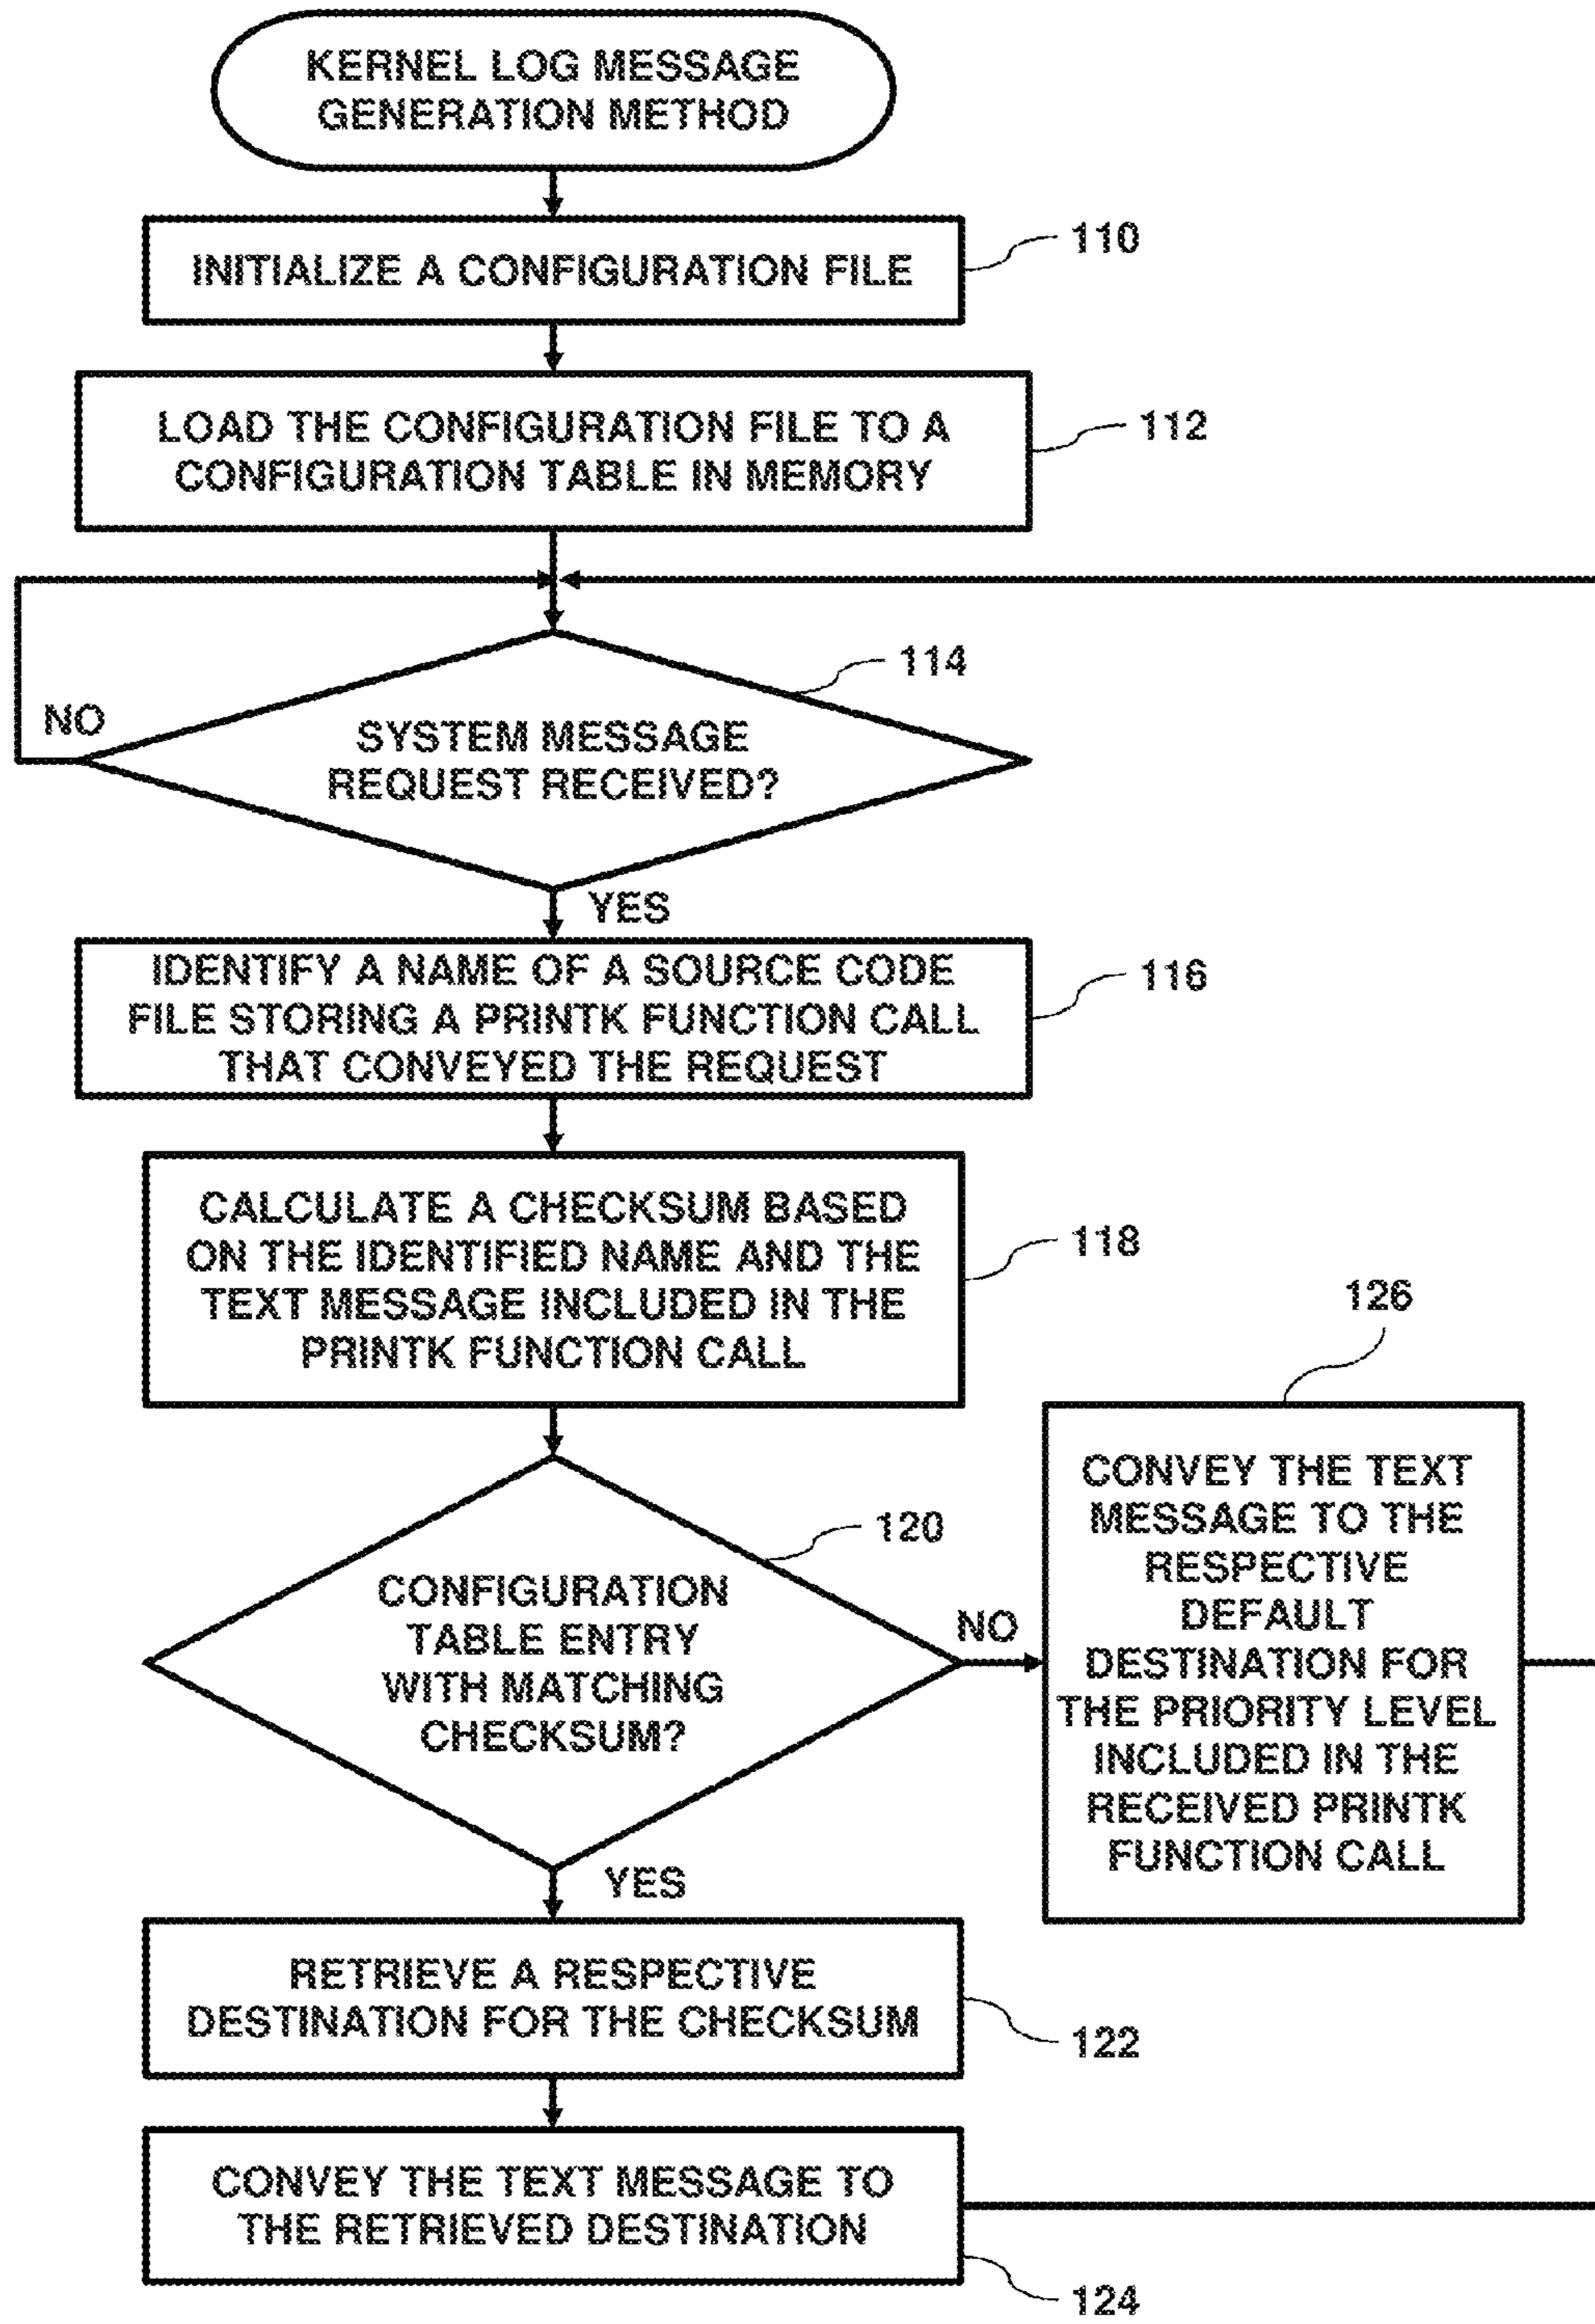 KERNEL LOG MESSAGE
GENERATION METHOD
INITIALIZE A CONFIGURATION FILE
110
LOAD THE CONFIGURATION FILE TO A
CONFIGURATION TABLE IN MEMORY
112
114
NO
SYSTEM MESSAGE
REQUEST RECEIVED?
YES
IDENTIFY A NAME OF A SOURCE CODE
FILE STORING A PRINTK FUNCTION CALL
THAT CONVEYED THE REQUEST
116
CALCULATE A CHECKSUM BASED
ON THE IDENTIFIED NAME AND THE
TEXT MESSAGE INCLUDED IN THE
PRINTK FUNCTION CALL
118
120
CONFIGURATION
TABLE ENTRY
WITH MATCHING
CHECKSUM?
NO
126
CONVEY THE TEXT
MESSAGE TO THE
RESPECTIVE
DEFAULT
DESTINATION FOR
THE PRIORITY LEVEL
INCLUDED IN THE
RECEIVED PRINTK
FUNCTION CALL
YES
RETRIEVE A RESPECTIVE
DESTINATION FOR THE CHECKSUM
122
CONVEY THE TEXT MESSAGE TO
THE RETRIEVED DESTINATION
124